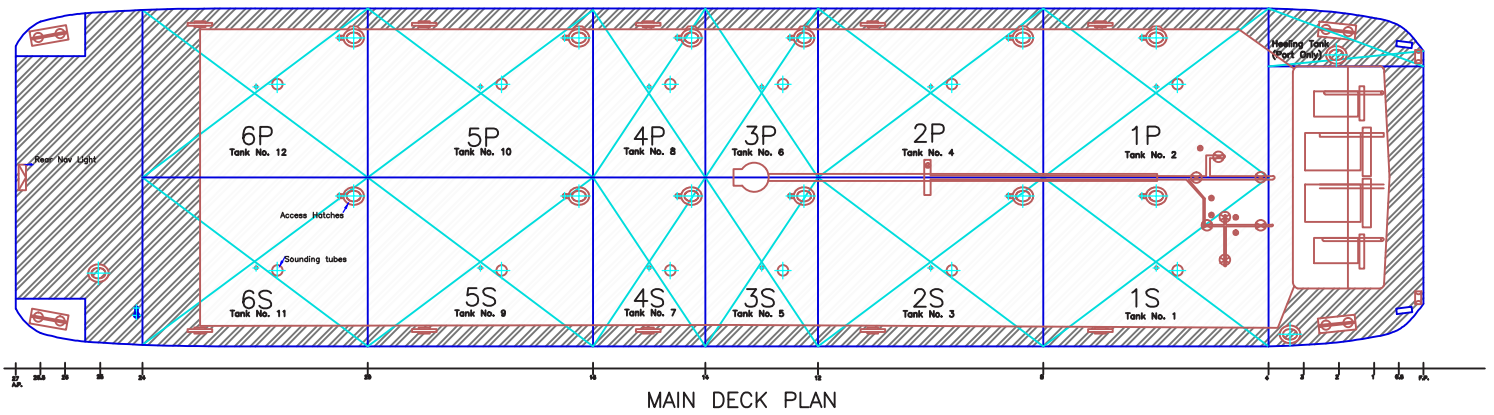 Heeling Tank
(Port Only)
6P
Tank No. 12
5P
Tank No. 10
4P
Tank No. 8
3P
Tank No. 6
2P
Tank No. 4
1P
Tank No. 2
Rear Nav Light
Access Hatches
Sounding tubes
6S
Tank No. 11
5S
Tank No. 9
4S
Tank No. 7
3S
Tank No. 5
2S
Tank No. 3
1S
Tank No. 1
27 24 20 16 14 12 8 4 3 2 1 F.P.
A.P.
MAIN DECK PLAN